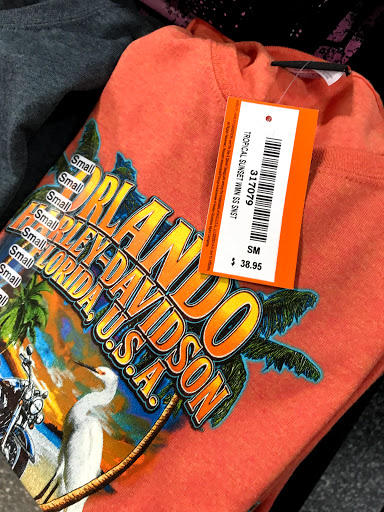 TROPICAL SUNSET WMN SS SNST
317079
SM
$ 38.95
Small
Small
Small
Small
Small
Small
Small
Small
Small
ORLANDO
HARLEY-DAVIDSON
FLORIDA, U.S.A.